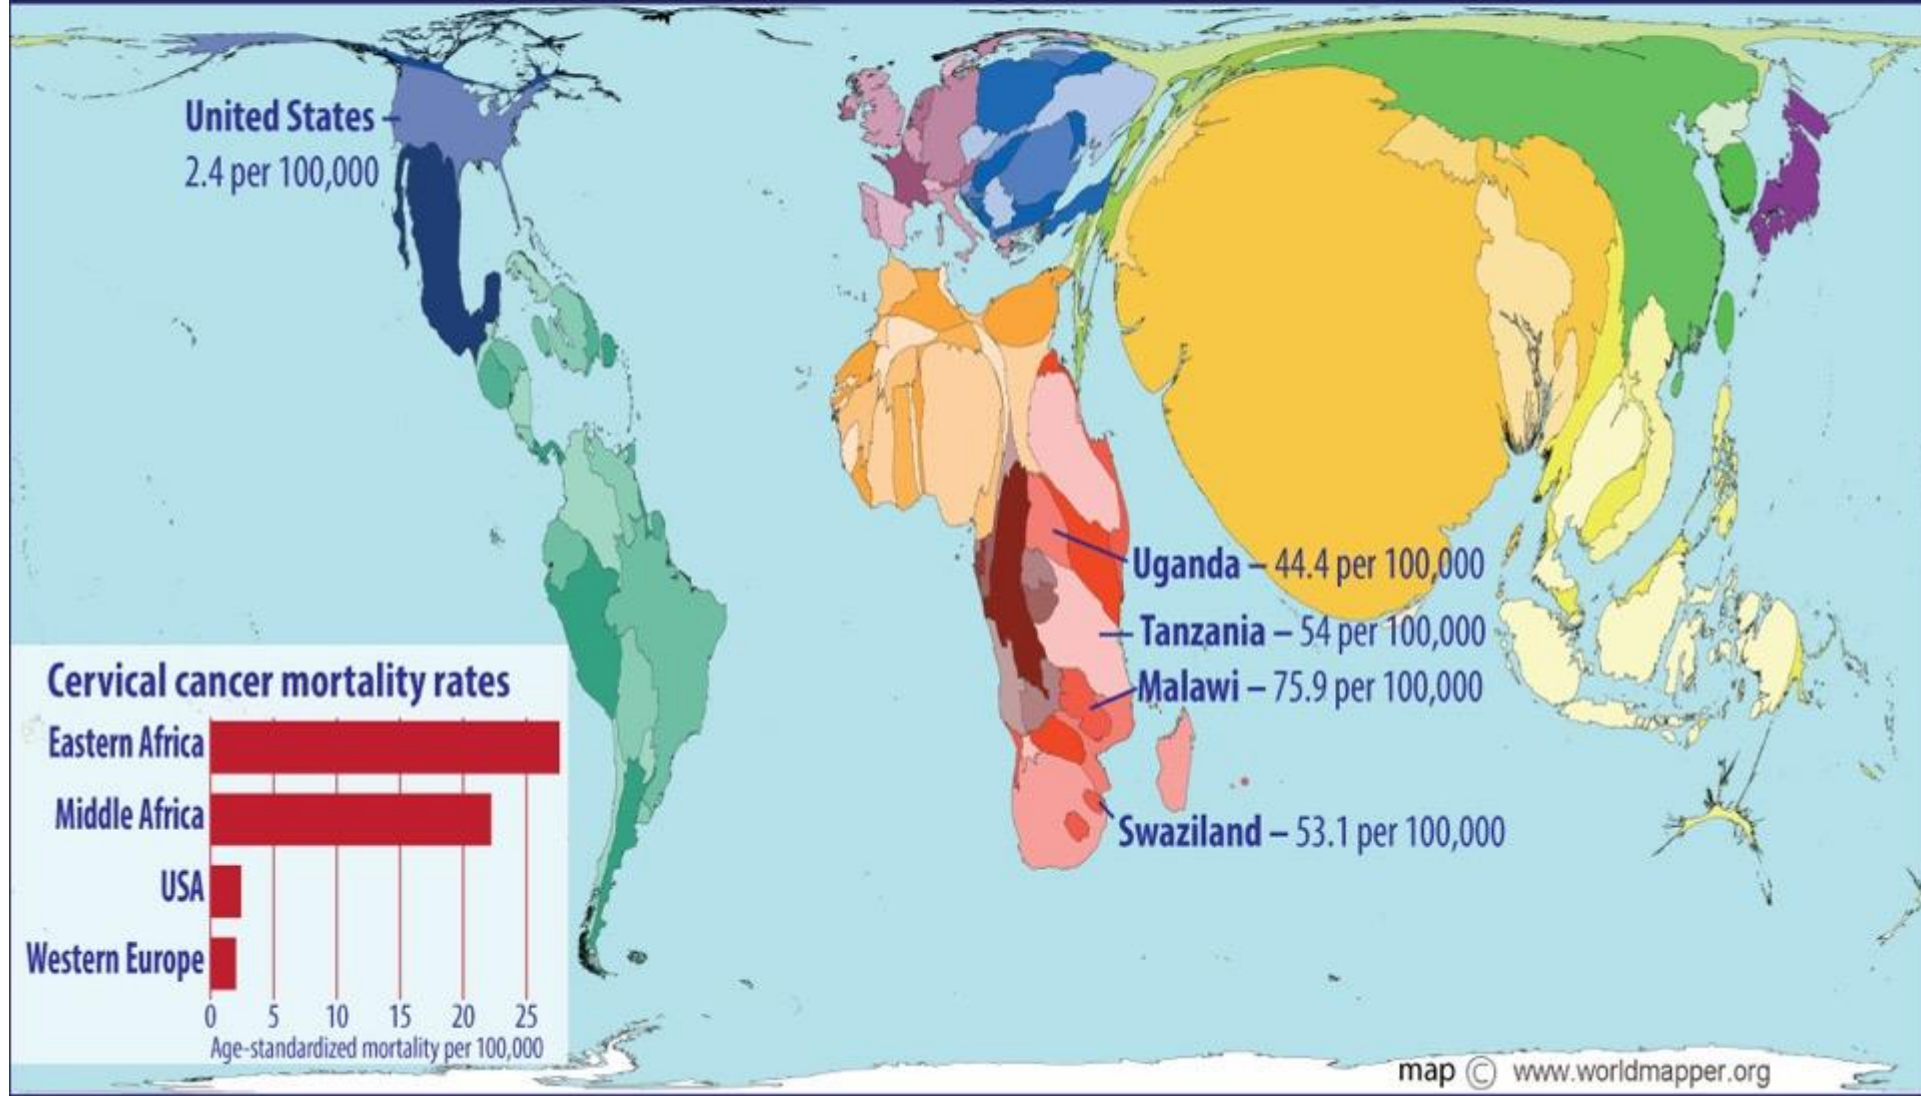 United States –
2.4 per 100,000
Uganda – 44.4 per 100,000
Tanzania – 54 per 100,000
Malawi – 75.9 per 100,000
Swaziland – 53.1 per 100,000
Cervical cancer mortality rates
Eastern Africa
Middle Africa
USA
Western Europe
0 5 10 15 20 25
Age-standardized mortality per 100,000
map © www.worldmapper.org